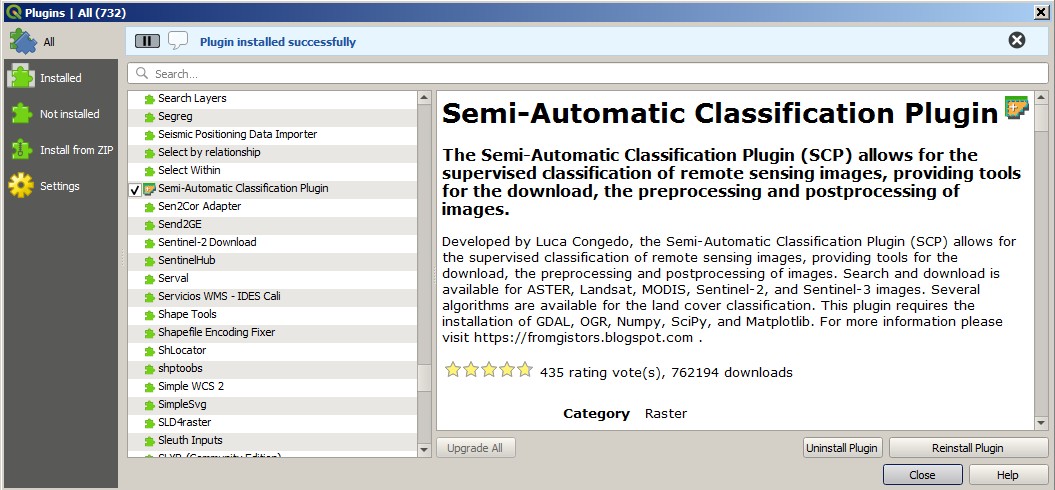 Plugins | All (732)
All
Installed
Not installed
Install from ZIP
Settings
Plugin installed successfully
Search...
Search Layers
Segreg
Seismic Positioning Data Importer
Select by relationship
Select Within
Semi-Automatic Classification Plugin
Sen2Cor Adapter
Send2GE
Sentinel-2 Download
SentinelHub
Serval
Servicios WMS - IDES Cali
Shape Tools
Shapefile Encoding Fixer
ShLocator
shptoobs
Simple WCS 2
SimpleSvg
SLD4raster
Sleuth Inputs
SLYR (Community Edition)
Semi-Automatic Classification Plugin
The Semi-Automatic Classification Plugin (SCP) allows for the
supervised classification of remote sensing images, providing tools
for the download, the preprocessing and postprocessing of
images.
Developed by Luca Congedo, the Semi-Automatic Classification Plugin (SCP) allows for
the supervised classification of remote sensing images, providing tools for the
download, the preprocessing and postprocessing of images. Search and download is
available for ASTER, Landsat, MODIS, Sentinel-2, and Sentinel-3 images. Several
algorithms are available for the land cover classification. This plugin requires the
installation of GDAL, OGR, Numpy, SciPy, and Matplotlib. For more information please
visit https://fromgistors.blogspot.com .
435 rating vote(s), 762194 downloads
Category Raster
Upgrade All
Uninstall Plugin
Reinstall Plugin
Close
Help